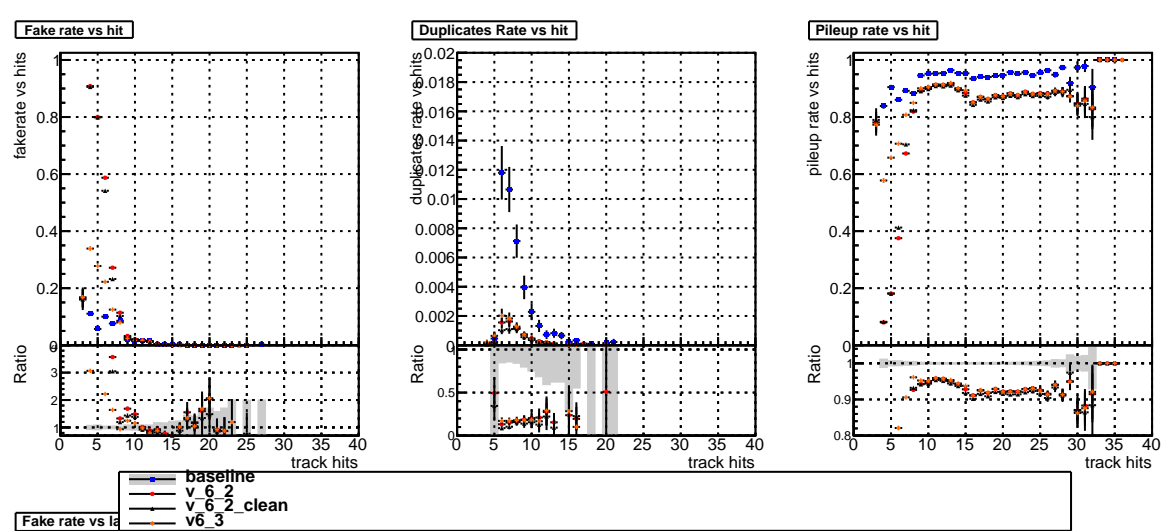 Fake rate vs hit
Duplicates Rate vs hit
Pileup rate vs hit
fakerate vs hits
1
0.8
0.6
0.4
0.2
0
Ratio
3
2
1
0 5 10 15 20 25 30 35 40
track hits
duplicates rate vs hits
0.02
0.018
0.016
0.014
0.012
0.01
0.008
0.006
0.004
0.002
0
Ratio
1
0.5
0 5 10 15 20 25 30 35 40
track hits
pileup rate vs hits
1
0.8
0.6
0.4
0.2
0
Ratio
1
0.9
0.8
0 5 10 15 20 25 30 35 40
track hits
baseline
v_6_2
v_6_2_clean
v6_3
Fake rate vs la